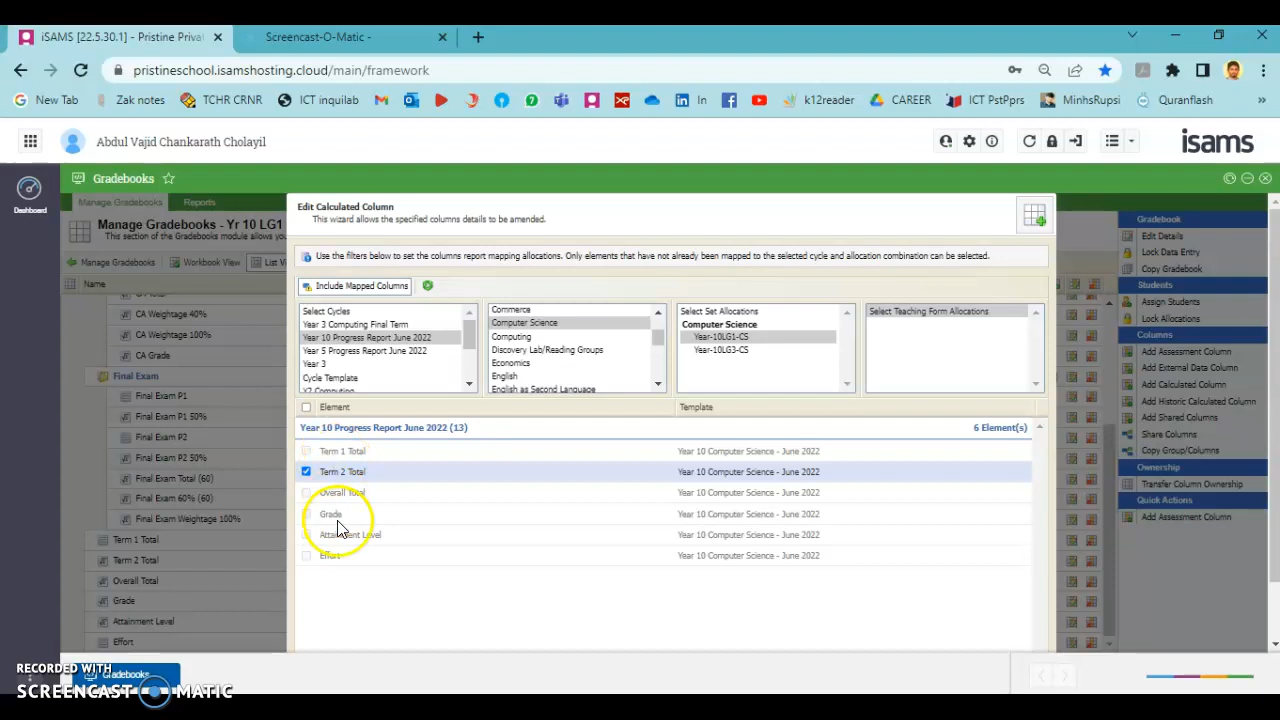 iSAMS [22.5.30.1] - Pristine Privat
Screencast-O-Matic -
pristineschool.isamshosting.cloud/main/framework
New Tab
Zak notes
TCHR CRNR
ICT inquilab
In
k12reader
CAREER
ICT PstPprs
MinhsRupsi
Quranflash
Abdul Vajid Chankarath Cholayil
isams
Gradebooks
Manage Gradebooks
Reports
Manage Gradebooks - Yr 10 LG1
This section of the Gradebooks module allows you
Manage Gradebooks
Workbook View
List V
Name
CA Weightage 40%
CA Weightage 100%
CA Grade
Final Exam
Final Exam P1
Final Exam P1 50%
Final Exam P2
Final Exam P2 50%
Final Exam Total (60)
Final Exam 60% (60)
Final Exam Weightage 100%
Term 1 Total
Term 2 Total
Overall Total
Grade
Attainment Level
Effort
Edit Calculated Column
This wizard allows the specified columns details to be amended.
Use the filters below to set the columns report mapping allocations. Only elements that have not already been mapped to the selected cycle and allocation combination can be selected.
Include Mapped Columns
Select Cycles
Year 3 Computing Final Term
Year 10 Progress Report June 2022
Year 5 Progress Report June 2022
Year 3
Cycle Template
Y2 Computing
Commerce
Computer Science
Computing
Discovery Lab/Reading Groups
Economics
English
English as Second Language
Select Set Allocations
Computer Science
Year-10LG1-CS
Year-10LG3-CS
Select Teaching Form Allocations
Element
Template
Year 10 Progress Report June 2022 (13)
6 Element(s)
Term 1 Total
Year 10 Computer Science - June 2022
Term 2 Total
Year 10 Computer Science - June 2022
Overall Total
Year 10 Computer Science - June 2022
Grade
Year 10 Computer Science - June 2022
Attainment Level
Year 10 Computer Science - June 2022
Effort
Year 10 Computer Science - June 2022
Gradebook
Edit Details
Lock Data Entry
Copy Gradebook
Students
Assign Students
Lock Allocations
Columns
Add Assessment Column
Add External Data Column
Add Calculated Column
Add Historic Calculated Column
Add Shared Columns
Share Columns
Copy Group/Columns
Ownership
Transfer Column Ownership
Quick Actions
Add Assessment Column
Dashboard
Gradebooks
RECORDED WITH
SCREENCAST MATIC